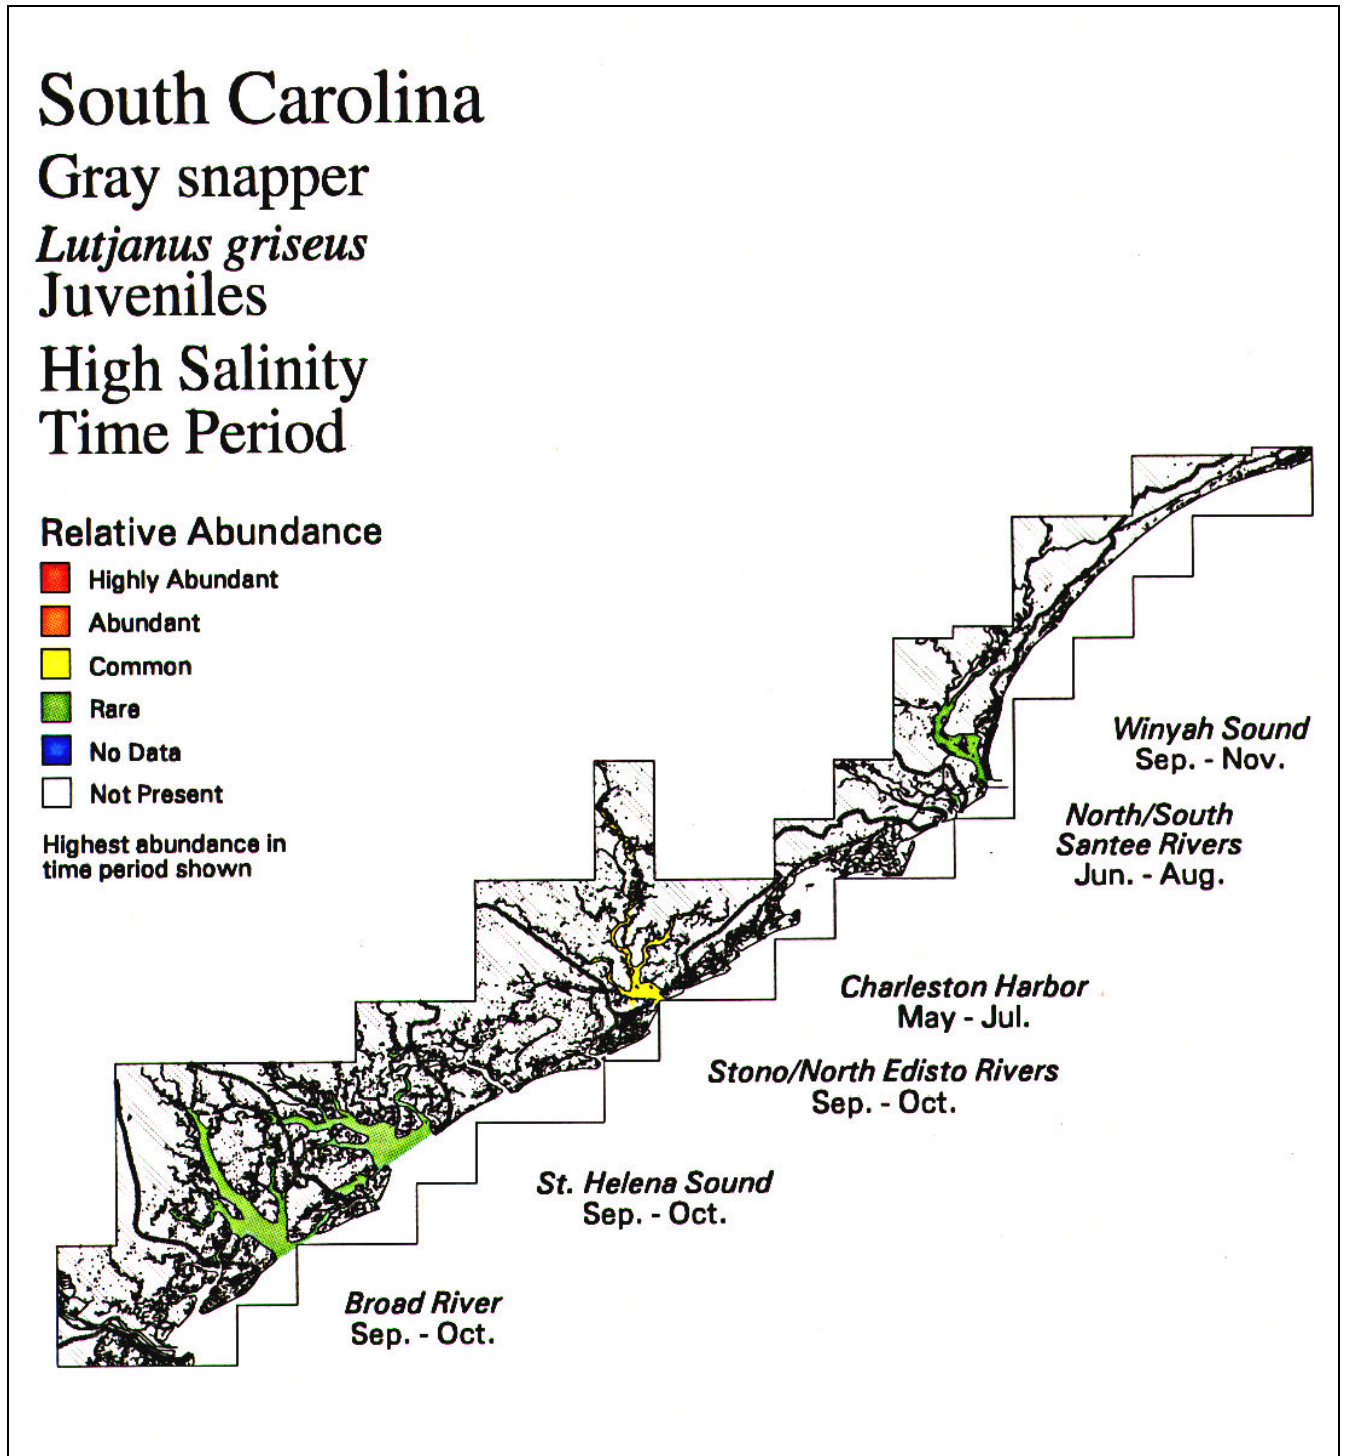 South Carolina
Gray snapper
Lutjanus griseus
Juveniles
High Salinity
Time Period
Relative Abundance
Highly Abundant
Abundant
Common
Rare
No Data
Not Present
Highest abundance in
time period shown
Winyah Sound
Sep. - Nov.
North/South
Santee Rivers
Jun. - Aug.
Charleston Harbor
May - Jul.
Stono/North Edisto Rivers
Sep. - Oct.
St. Helena Sound
Sep. - Oct.
Broad River
Sep. - Oct.